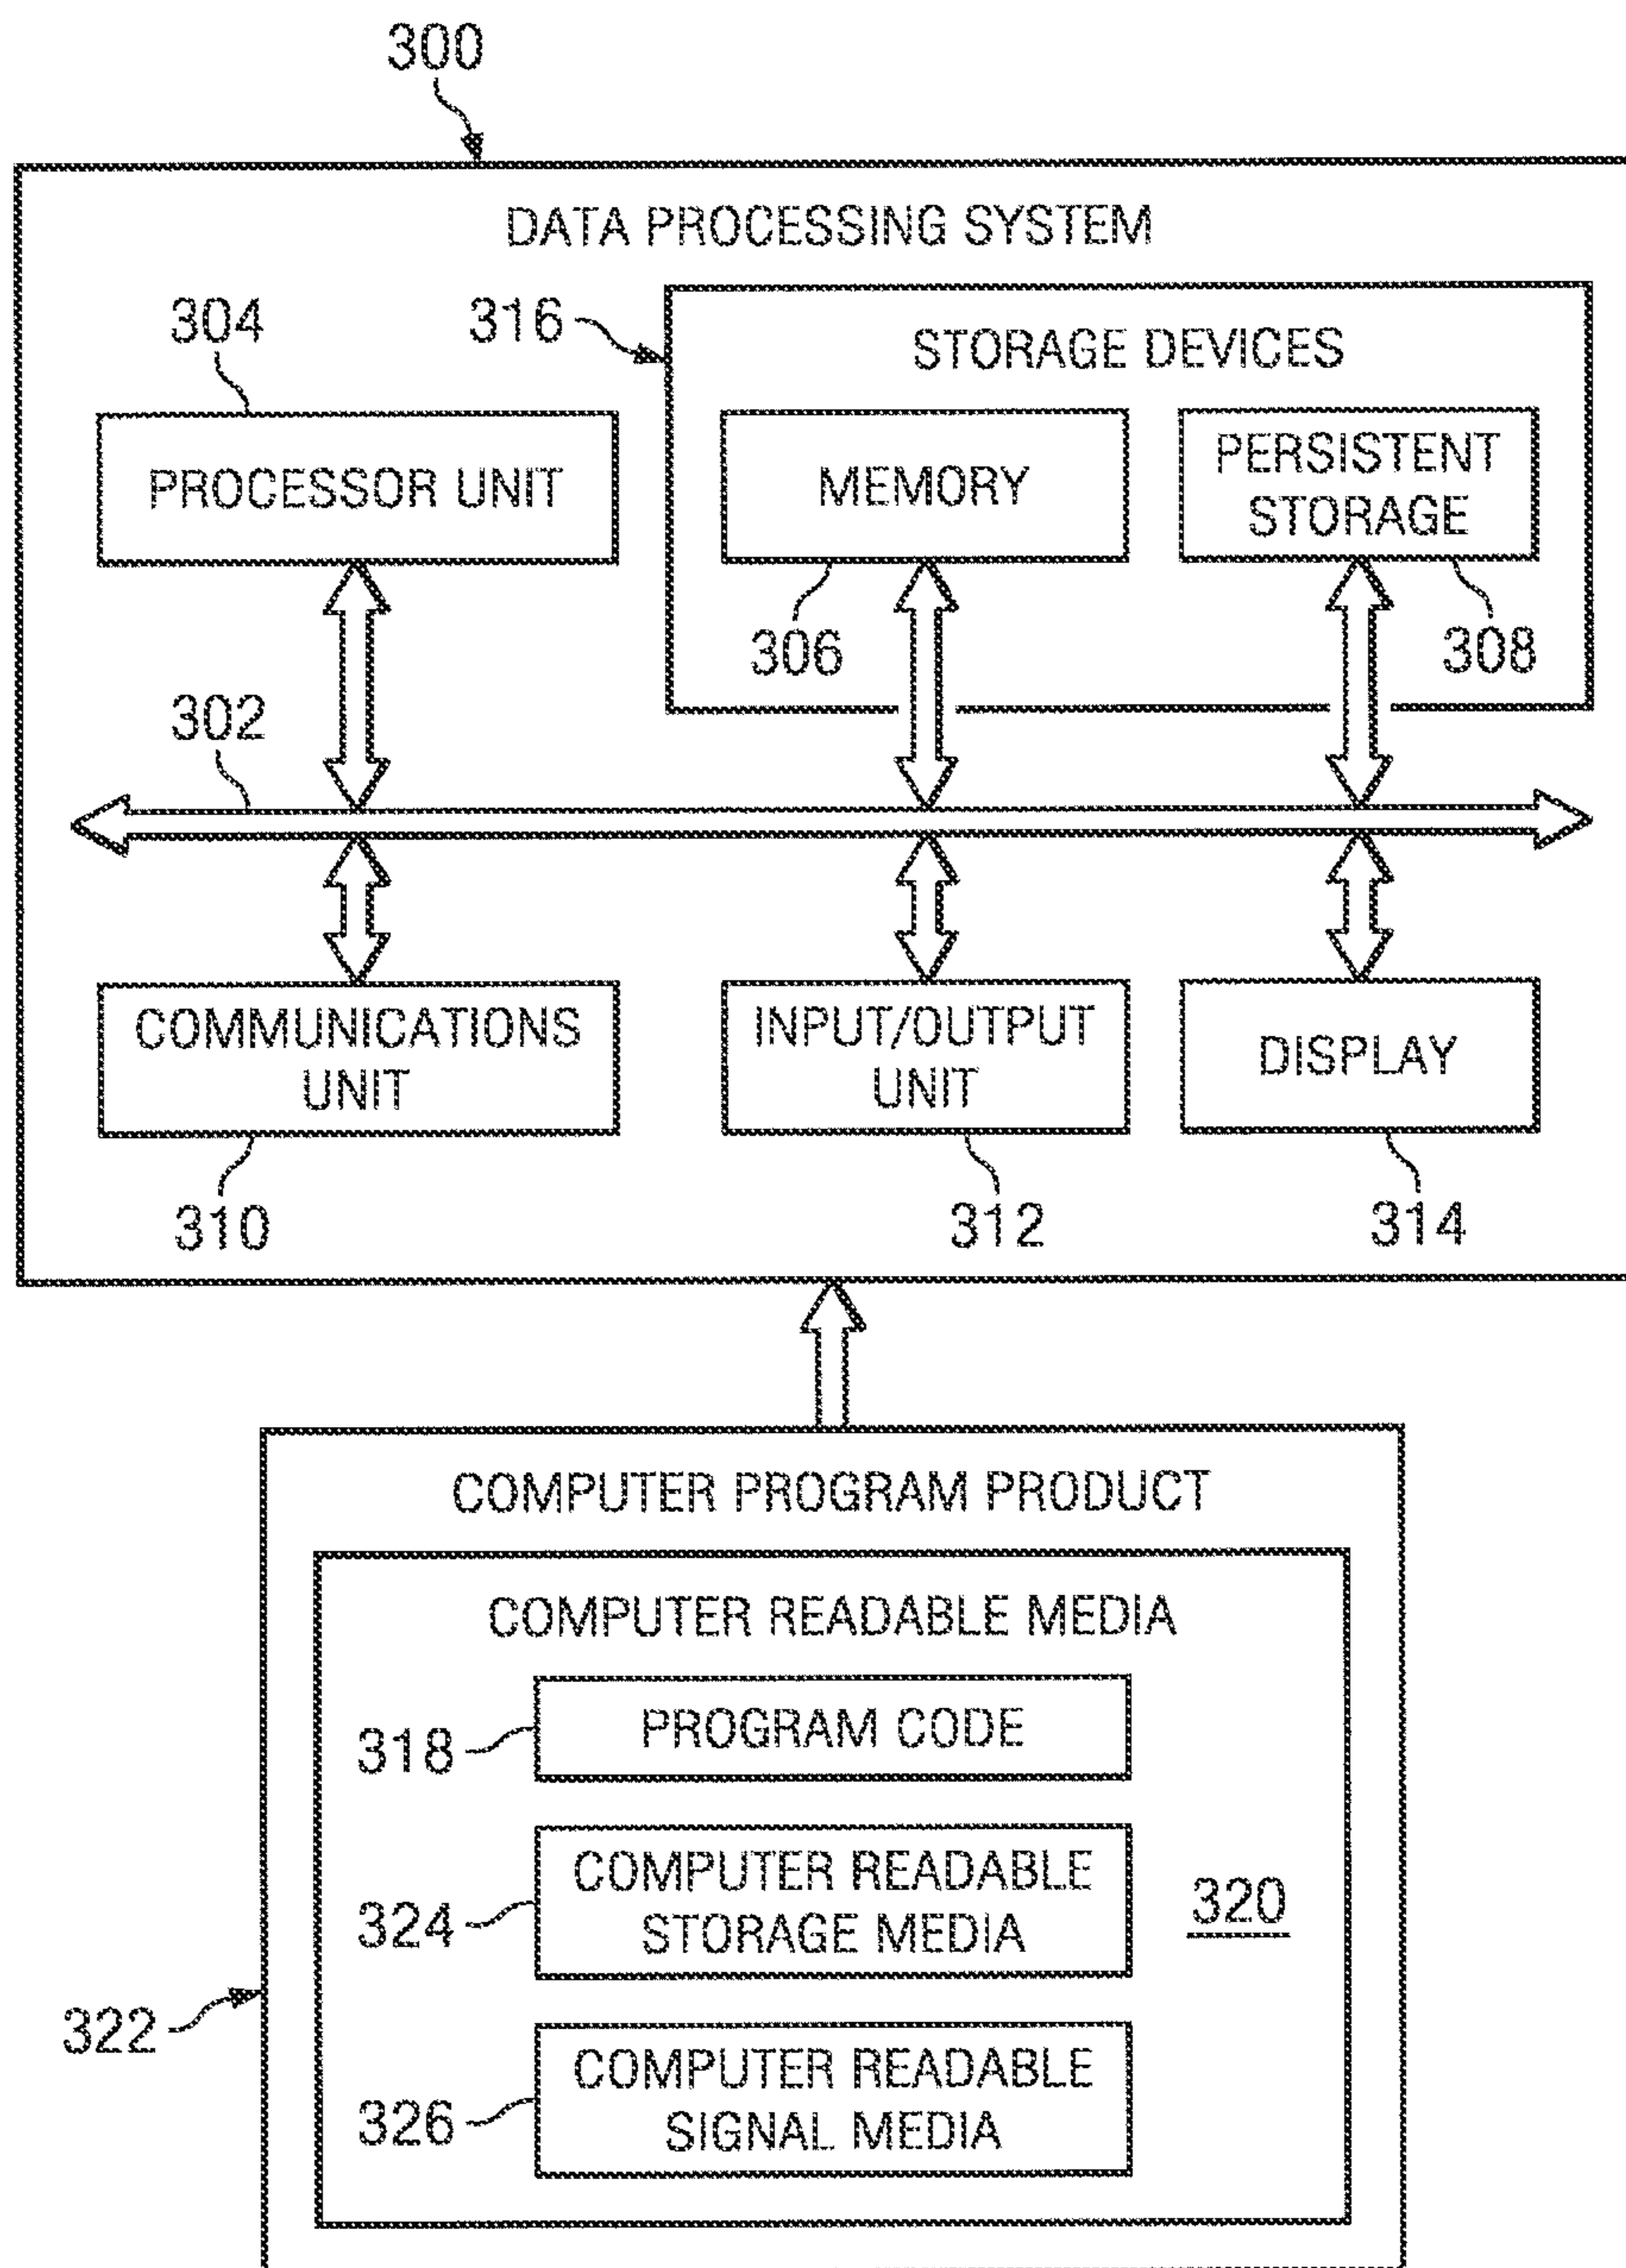 300
DATA PROCESSING SYSTEM
304
316
STORAGE DEVICES
PROCESSOR UNIT
MEMORY
PERSISTENT
STORAGE
306
308
302
COMMUNICATIONS
UNIT
INPUT/OUTPUT
UNIT
DISPLAY
310
312
314
COMPUTER PROGRAM PRODUCT
COMPUTER READABLE MEDIA
318
PROGRAM CODE
324
COMPUTER READABLE
STORAGE MEDIA
320
322
326
COMPUTER READABLE
SIGNAL MEDIA